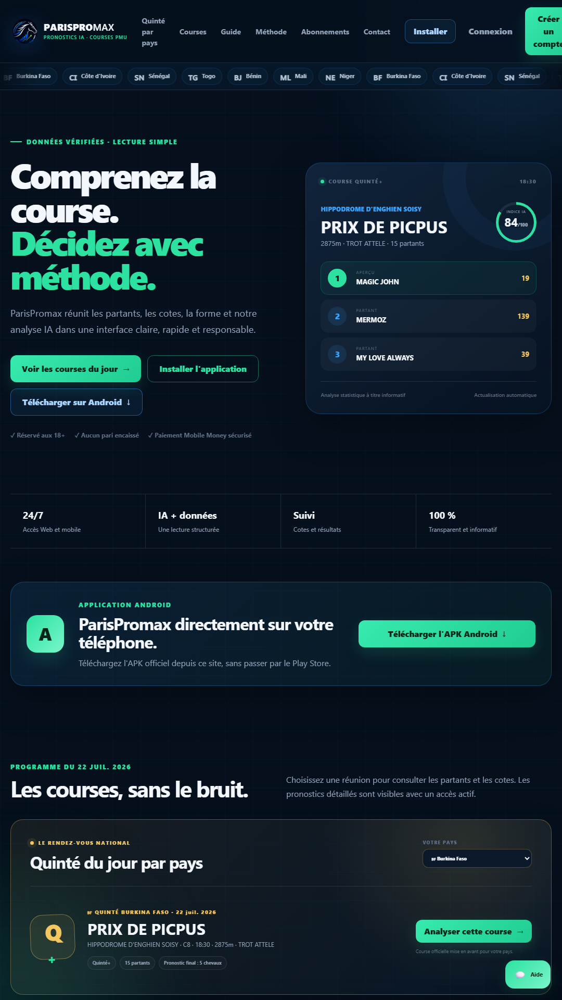 PARISPROMAX
PRONOSTICS IA · COURSES PMU
Quinté par pays
Courses
Guide
Méthode
Abonnements
Contact
Installer
Connexion
Créer un compte
BF Burkina Faso
CI Côte d'Ivoire
SN Sénégal
TG Togo
BJ Bénin
ML Mali
NE Niger
BF Burkina Faso
CI Côte d'Ivoire
SN Sénégal
DONNÉES VÉRIFIÉES · LECTURE SIMPLE
Comprenez la
course.
Décidez avec
méthode.
ParisPromax réunit les partants, les cotes, la forme et notre
analyse IA dans une interface claire, rapide et responsable.
Voir les courses du jour →
Installer l'application
Télécharger sur Android ↓
✓ Réservé aux 18+ ✓ Aucun pari encaissé ✓ Paiement Mobile Money sécurisé
COURSE QUINTÉ+
18:30
HIPPODROME D'ENGHIEN SOISY
PRIX DE PICPUS
2875m · TROT ATTELE · 15 partants
INDICE IA
84/100
1 APERÇU
MAGIC JOHN
19
2 PARTANT
MERMOZ
139
3 PARTANT
MY LOVE ALWAYS
39
Analyse statistique à titre informatif
Actualisation automatique
24/7
Accès Web et mobile
IA + données
Une lecture structurée
Suivi
Cotes et résultats
100 %
Transparent et informatif
A
APPLICATION ANDROID
ParisPromax directement sur votre
téléphone.
Téléchargez l'APK officiel depuis ce site, sans passer par le Play Store.
Télécharger l'APK Android ↓
PROGRAMME DU 22 JUIL. 2026
Les courses, sans le bruit.
Choisissez une réunion pour consulter les partants et les cotes. Les
pronostics détaillés sont visibles avec un accès actif.
LE RENDEZ-VOUS NATIONAL
Quinté du jour par pays
VOTRE PAYS
BF Burkina Faso
Q
+
BF QUINTÉ BURKINA FASO · 22 juil. 2026
PRIX DE PICPUS
HIPPODROME D'ENGHIEN SOISY · C8 · 18:30 · 2875m · TROT ATTELE
Quinté+
15 partants
Pronostic final : 5 chevaux
Analyser cette course →
Course officielle mise en avant pour votre pays.
Aide